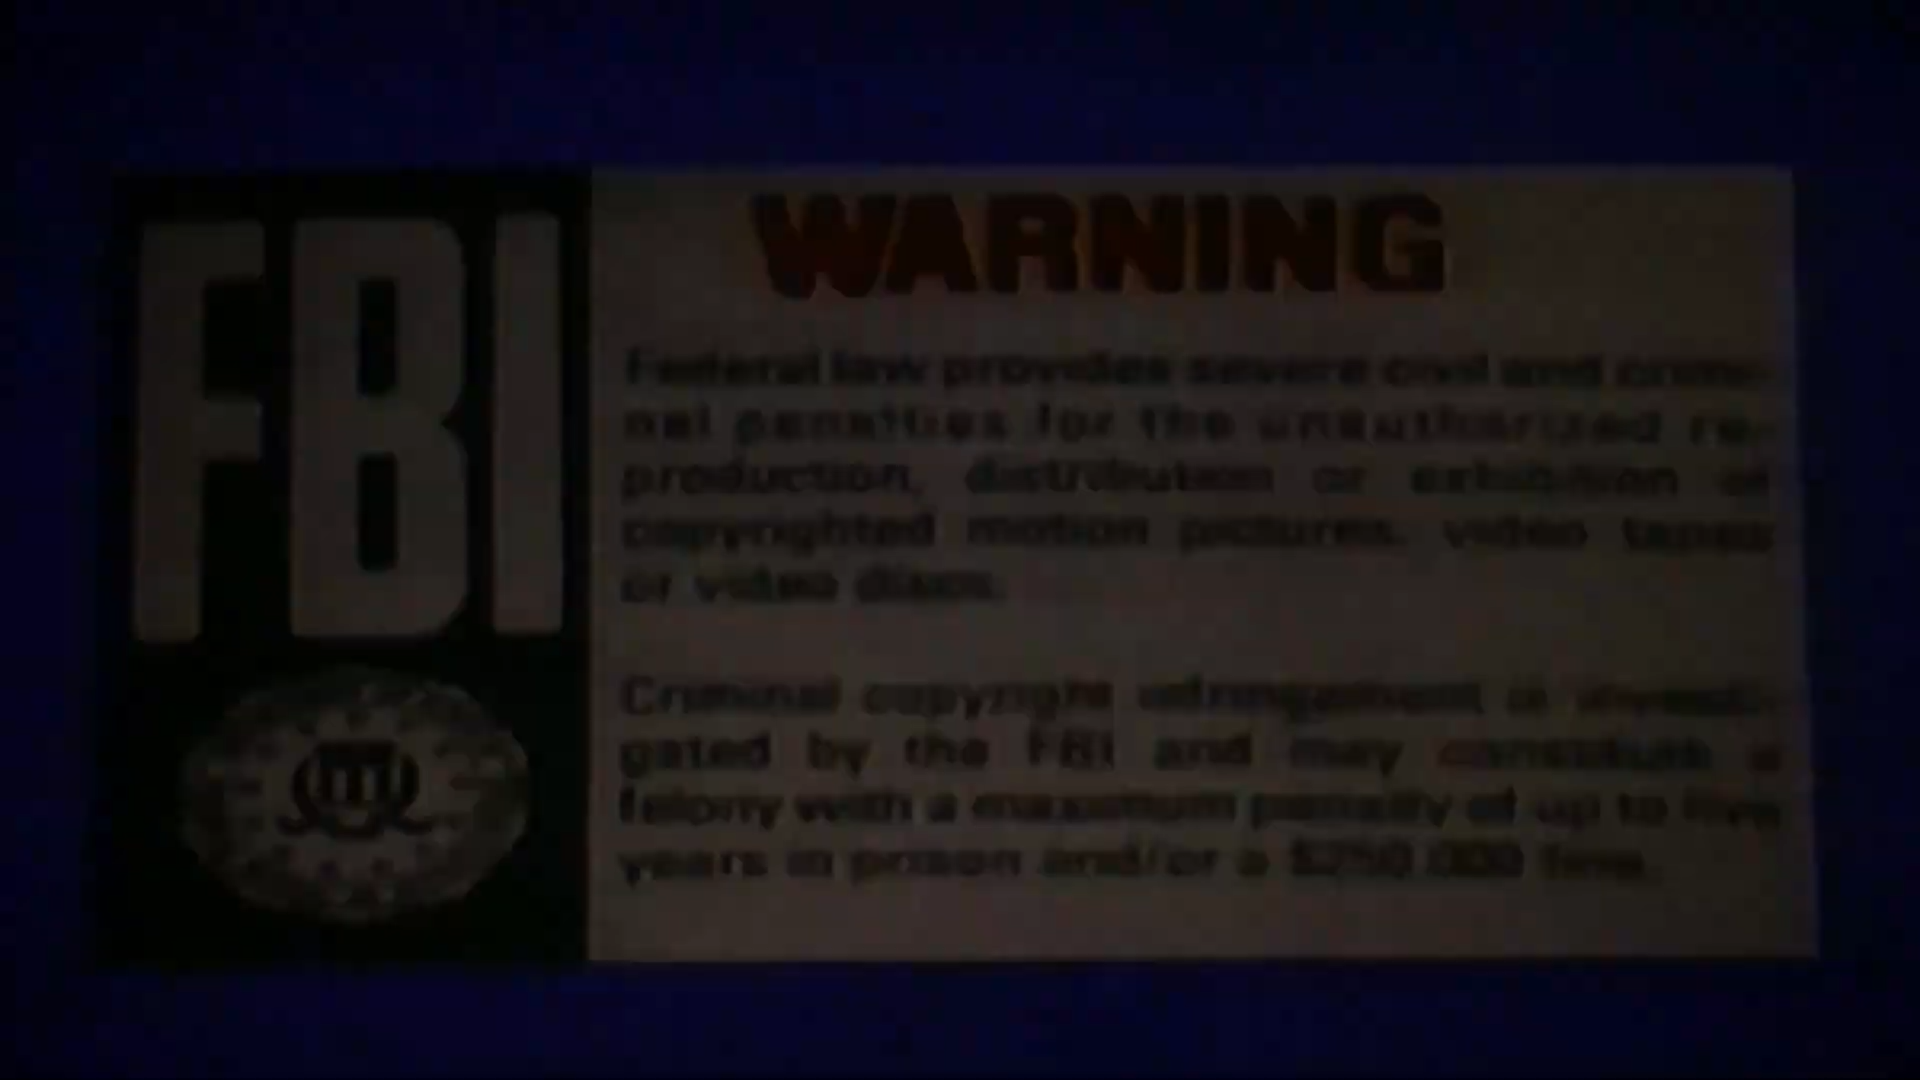 FBI
WARNING
Federal law provides severe civil and crimi-
nal penalties for the unauthorized re-
production, distribution or exhibition of
copyrighted motion pictures, video tapes
or video discs.
Criminal copyright infringement is investi-
gated by the FBI and may constitute a
felony with a maximum penalty of up to five
years in prison and/or a $250,000 fine.